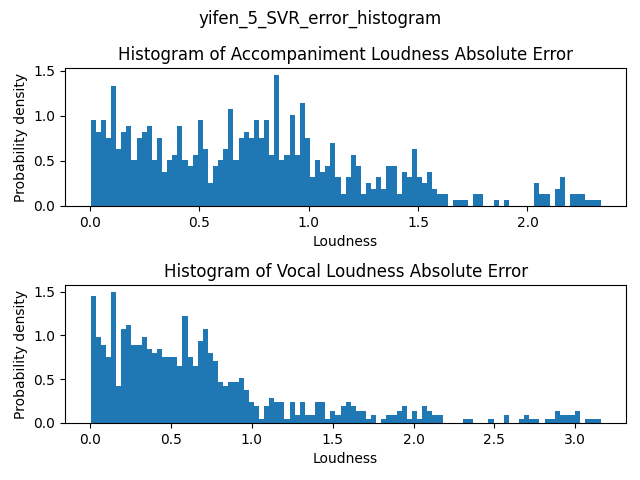 yifen_5_SVR_error_histogram
Histogram of Accompaniment Loudness Absolute Error
Probability density
1.5
1.0
0.5
0.0
0.0 0.5 1.0 1.5 2.0
Loudness
Histogram of Vocal Loudness Absolute Error
Probability density
1.5
1.0
0.5
0.0
0.0 0.5 1.0 1.5 2.0 2.5 3.0
Loudness